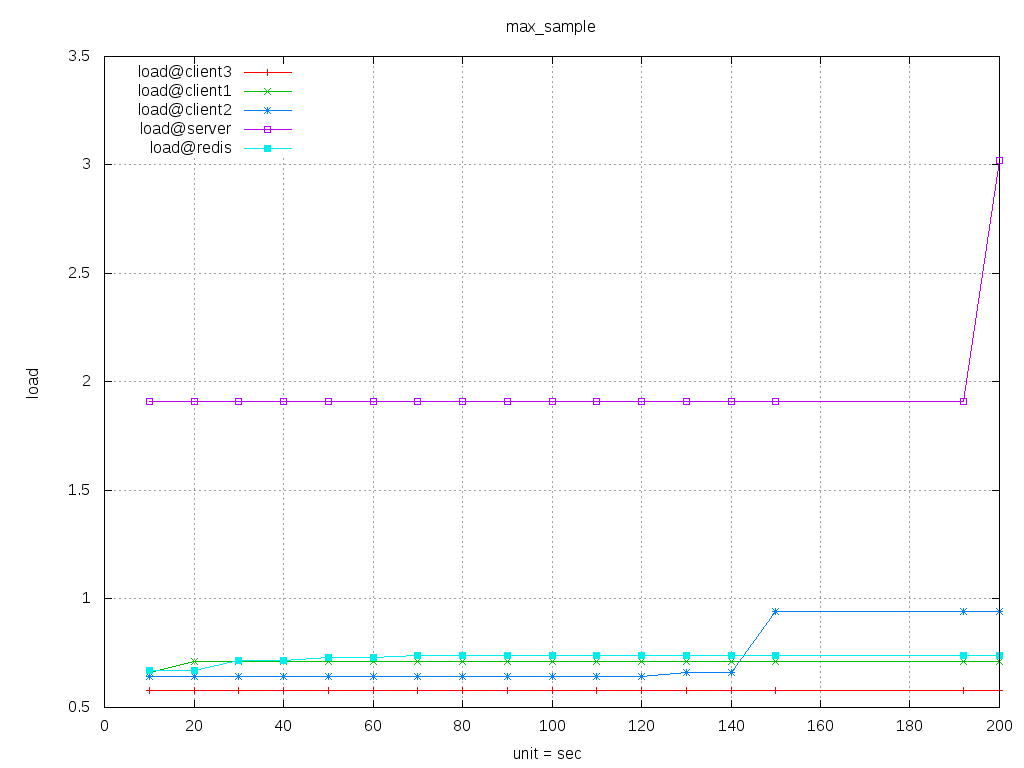 max_sample
3.5
load@client3
load@client1
load@client2
load@server
load@redis
3
2.5
load
2
1.5
1
0.5
0 20 40 60 80 100 120 140 160 180 200
unit = sec